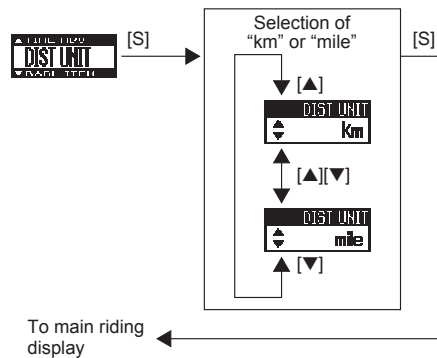 DIST UNIT
[S]
Selection of
“km” or “mile”
[S]
[▲]
DIST UNIT
km
[▲][▼]
DIST UNIT
mile
[▼]
To main riding
display